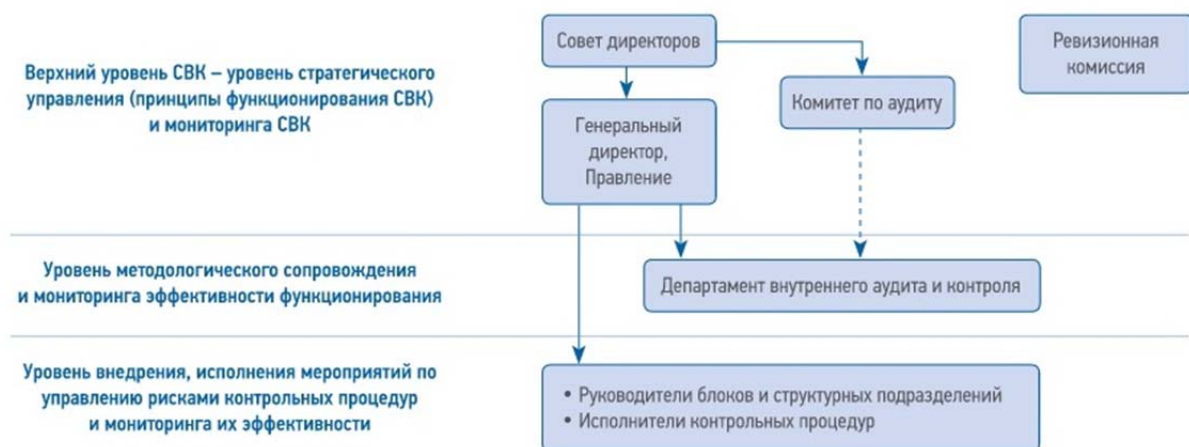 Верхний уровень СВК – уровень стратегического
управления (принципы функционирования СВК)
и мониторинга СВК
Совет директоров
Ревизионная
комиссия
Комитет по аудиту
Генеральный
директор,
Правление
Уровень методологического сопровождения
и мониторинга эффективности функционирования
Департамент внутреннего аудита и контроля
Уровень внедрения, исполнения мероприятий по
управлению рисками контрольных процедур
и мониторинга их эффективности
• Руководители блоков и структурных подразделений
• Исполнители контрольных процедур